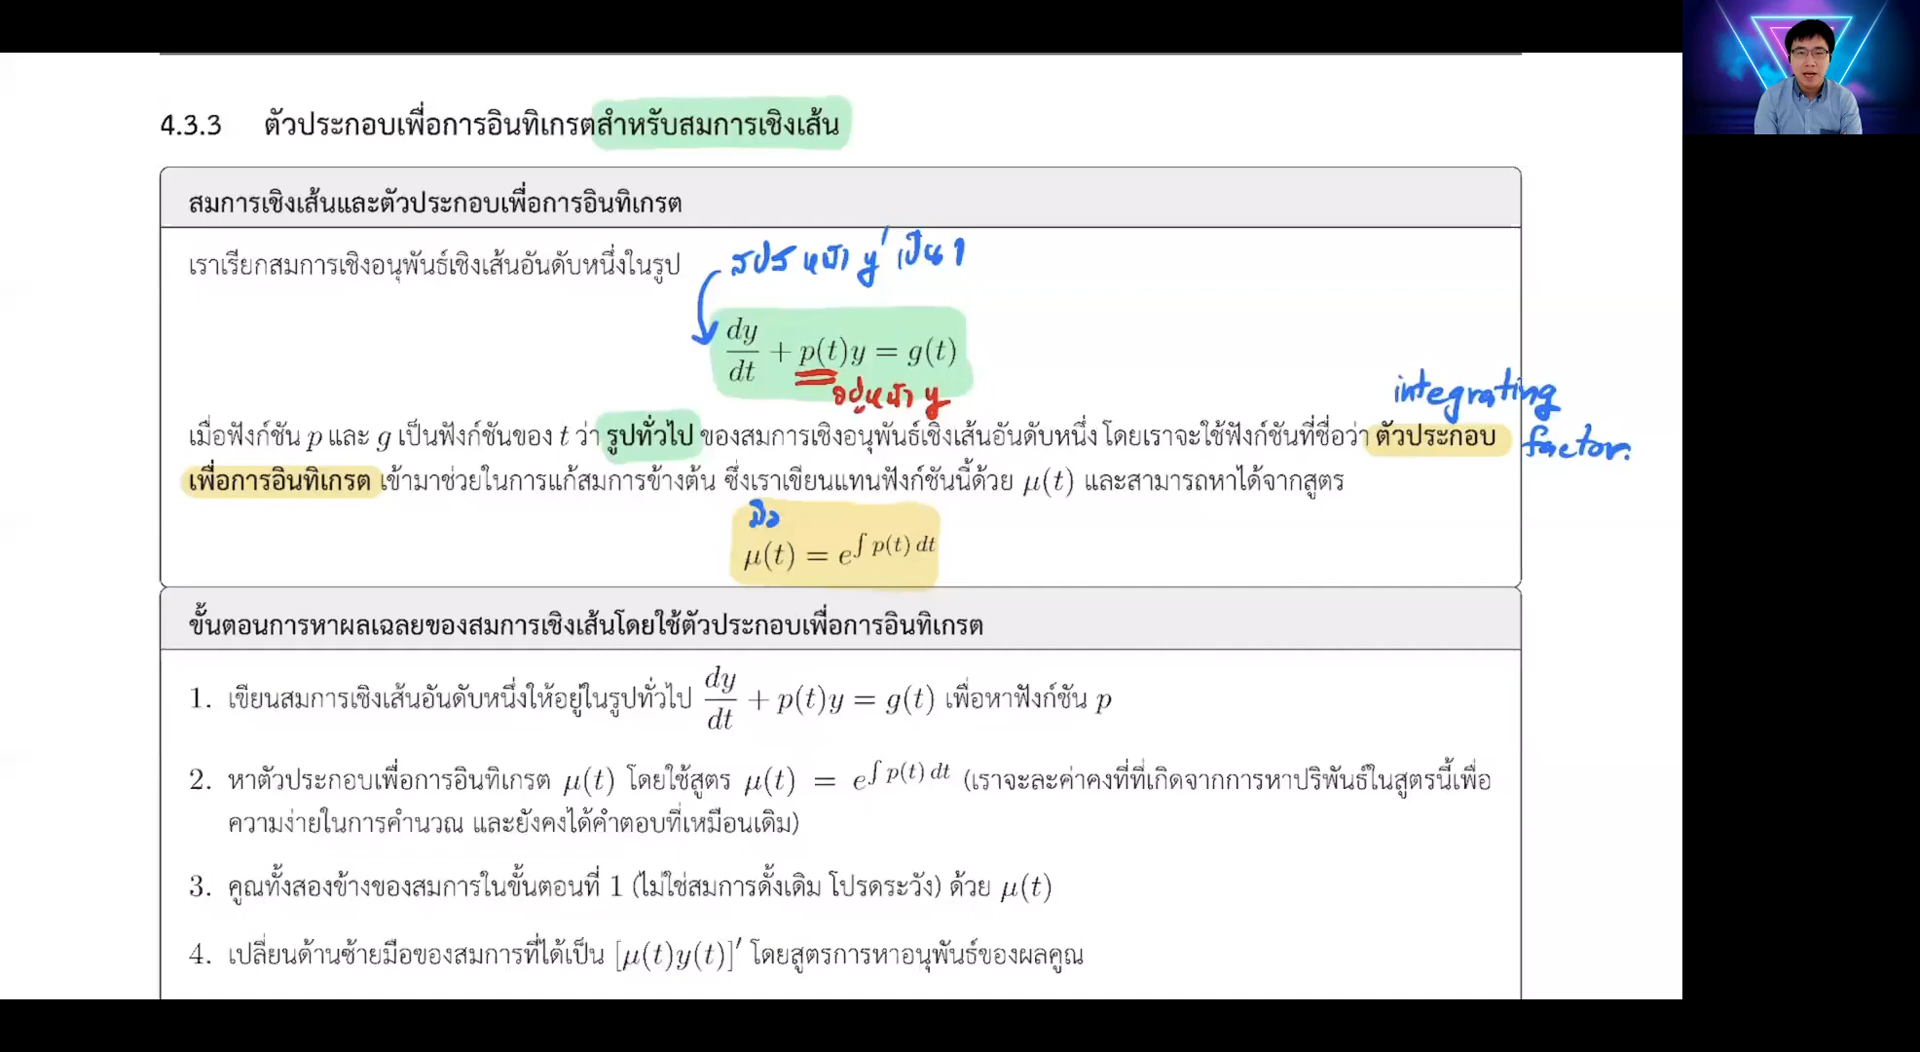 4.3.3 ตัวประกอบเพื่อการอินทิเกรตสำหรับสมการเชิงเส้น
สมการเชิงเส้นและตัวประกอบเพื่อการอินทิเกรต
เราเรียกสมการเชิงอนุพันธ์เชิงเส้นอันดับหนึ่งในรูป
สปส หน้า y' เป็น 1
dy/dt + p(t)y = g(t)
อยู่หน้า y
integrating
เมื่อฟังก์ชัน p และ g เป็นฟังก์ชันของ t ว่า รูปทั่วไป ของสมการเชิงอนุพันธ์เชิงเส้นอันดับหนึ่ง โดยเราจะใช้ฟังก์ชันที่ชื่อว่า ตัวประกอบ
factor.
เพื่อการอินทิเกรต เข้ามาช่วยในการแก้สมการข้างต้น ซึ่งเราเขียนแทนฟังก์ชันนี้ด้วย μ(t) และสามารถหาได้จากสูตร
มิว
μ(t) = e^{∫ p(t) dt}
ขั้นตอนการหาผลเฉลยของสมการเชิงเส้นโดยใช้ตัวประกอบเพื่อการอินทิเกรต
1. เขียนสมการเชิงเส้นอันดับหนึ่งให้อยู่ในรูปทั่วไป dy/dt + p(t)y = g(t) เพื่อหาฟังก์ชัน p
2. หาตัวประกอบเพื่อการอินทิเกรต μ(t) โดยใช้สูตร μ(t) = e^{∫ p(t) dt} (เราจะละค่าคงที่ที่เกิดจากการหาปริพันธ์ในสูตรนี้เพื่อ
ความง่ายในการคำนวณ และยังคงได้คำตอบที่เหมือนเดิม)
3. คูณทั้งสองข้างของสมการในขั้นตอนที่ 1 (ไม่ใช่สมการดั้งเดิม โปรดระวัง) ด้วย μ(t)
4. เปลี่ยนด้านซ้ายมือของสมการที่ได้เป็น [μ(t)y(t)]′ โดยสูตรการหาอนุพันธ์ของผลคูณ